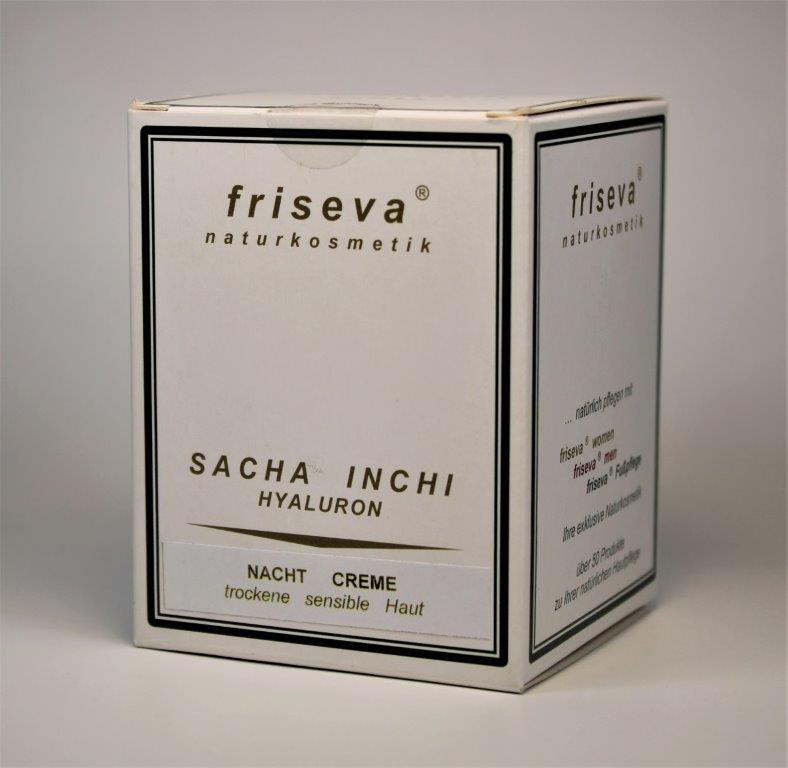 friseva®
naturkosmetik
SACHA INCHI
HYALURON
NACHT CREME
trockene sensible Haut
friseva®
naturkosmetik
... natürlich pflegen mit
friseva® women
friseva® men
friseva® Fußpflege
Ihre exklusive Naturkosmetik
über 50 Produkte
zu Ihrer natürlichen Hautpflege